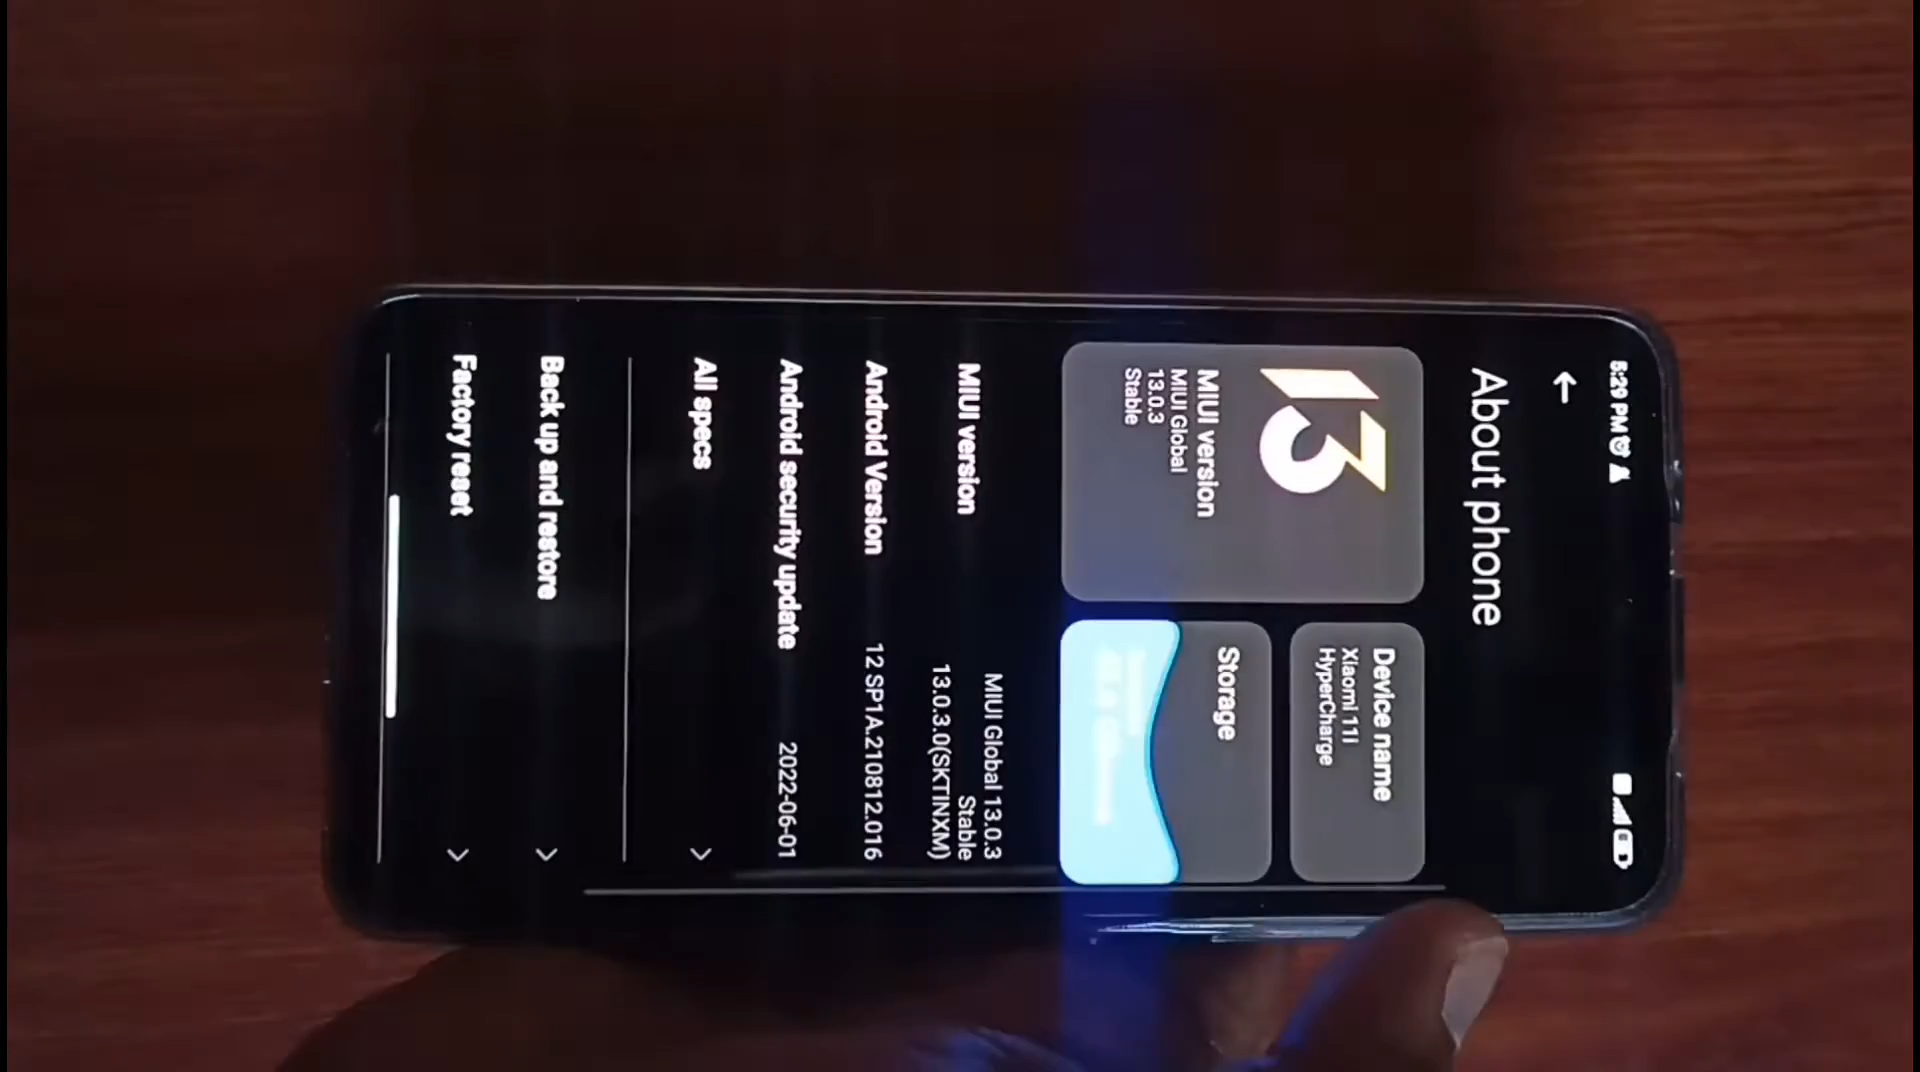 5:29 PM
About phone
13
MIUI version
MIUI Global
13.0.3
Stable
Device name
Xiaomi 11i
HyperCharge
Storage
MIUI version
MIUI Global 13.0.3
Stable
13.0.3.0(SKTINXM)
Android Version
12 SP1A.210812.016
Android security update
2022-06-01
All specs
Back up and restore
Factory reset